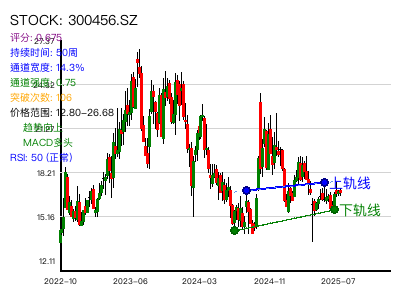 STOCK: 300456.SZ
评分: 0.675
27.37
持续时间: 50周
通道宽度: 14.3%
通道强度: 0.75
24.32
突破次数: 106
价格范围: 12.80-26.68
趋势向上
MACD多头
RSI: 50 (正常)
18.21
上轨线
下轨线
15.16
12.11
2022-10
2023-06
2024-03
2024-11
2025-07